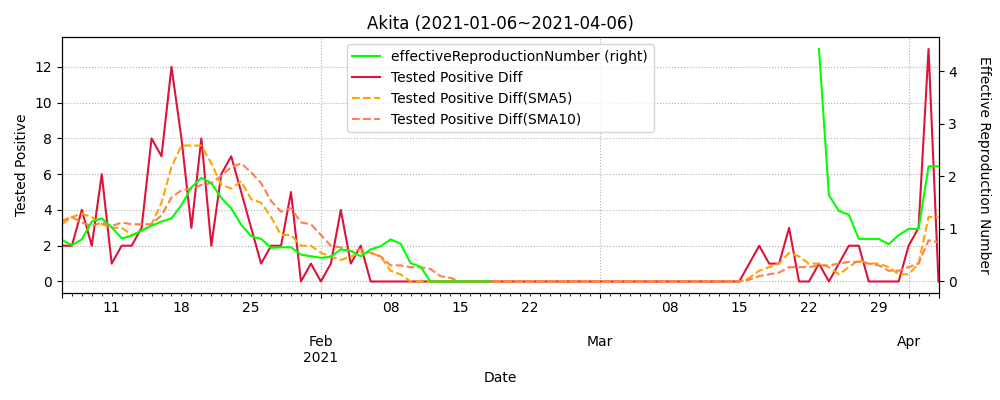 Akita (2021-01-06~2021-04-06)
effectiveReproductionNumber (right)
Tested Positive Diff
Tested Positive Diff(SMA5)
Tested Positive Diff(SMA10)
Tested Positive
12
10
8
6
4
2
0
Effective Reproduction Number
4
3
2
1
0
11 18 25 08 15 22 08 15 22 29
Feb Mar Apr
2021
Date